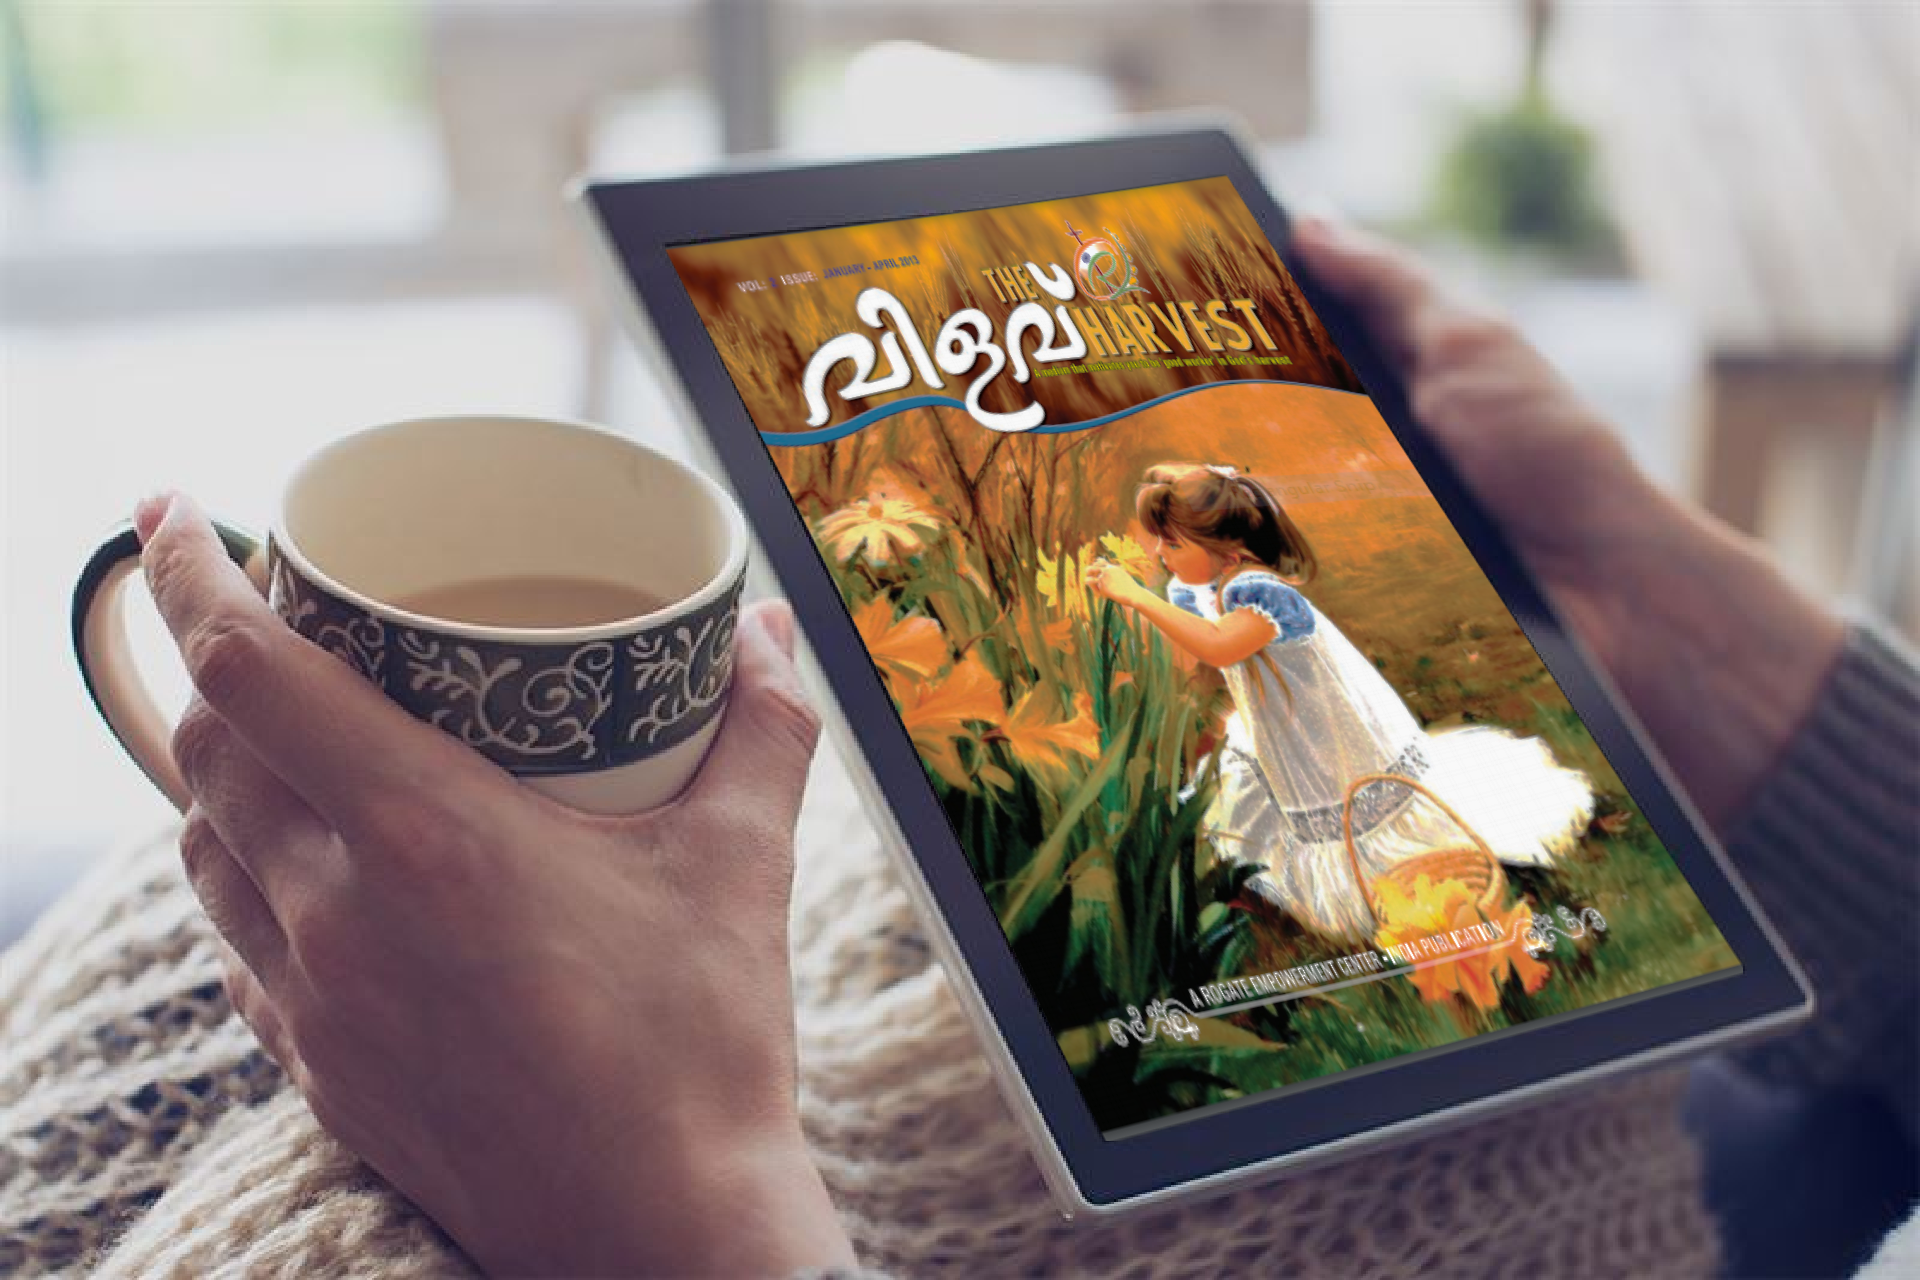 VOL: 2 ISSUE: JANUARY - APRIL 2013
THE
വിളവ് HARVEST
A medium that motivates you to be 'good worker' in God's harvest
A ROGATE EMPOWERMENT CENTER - INDIA PUBLICATION